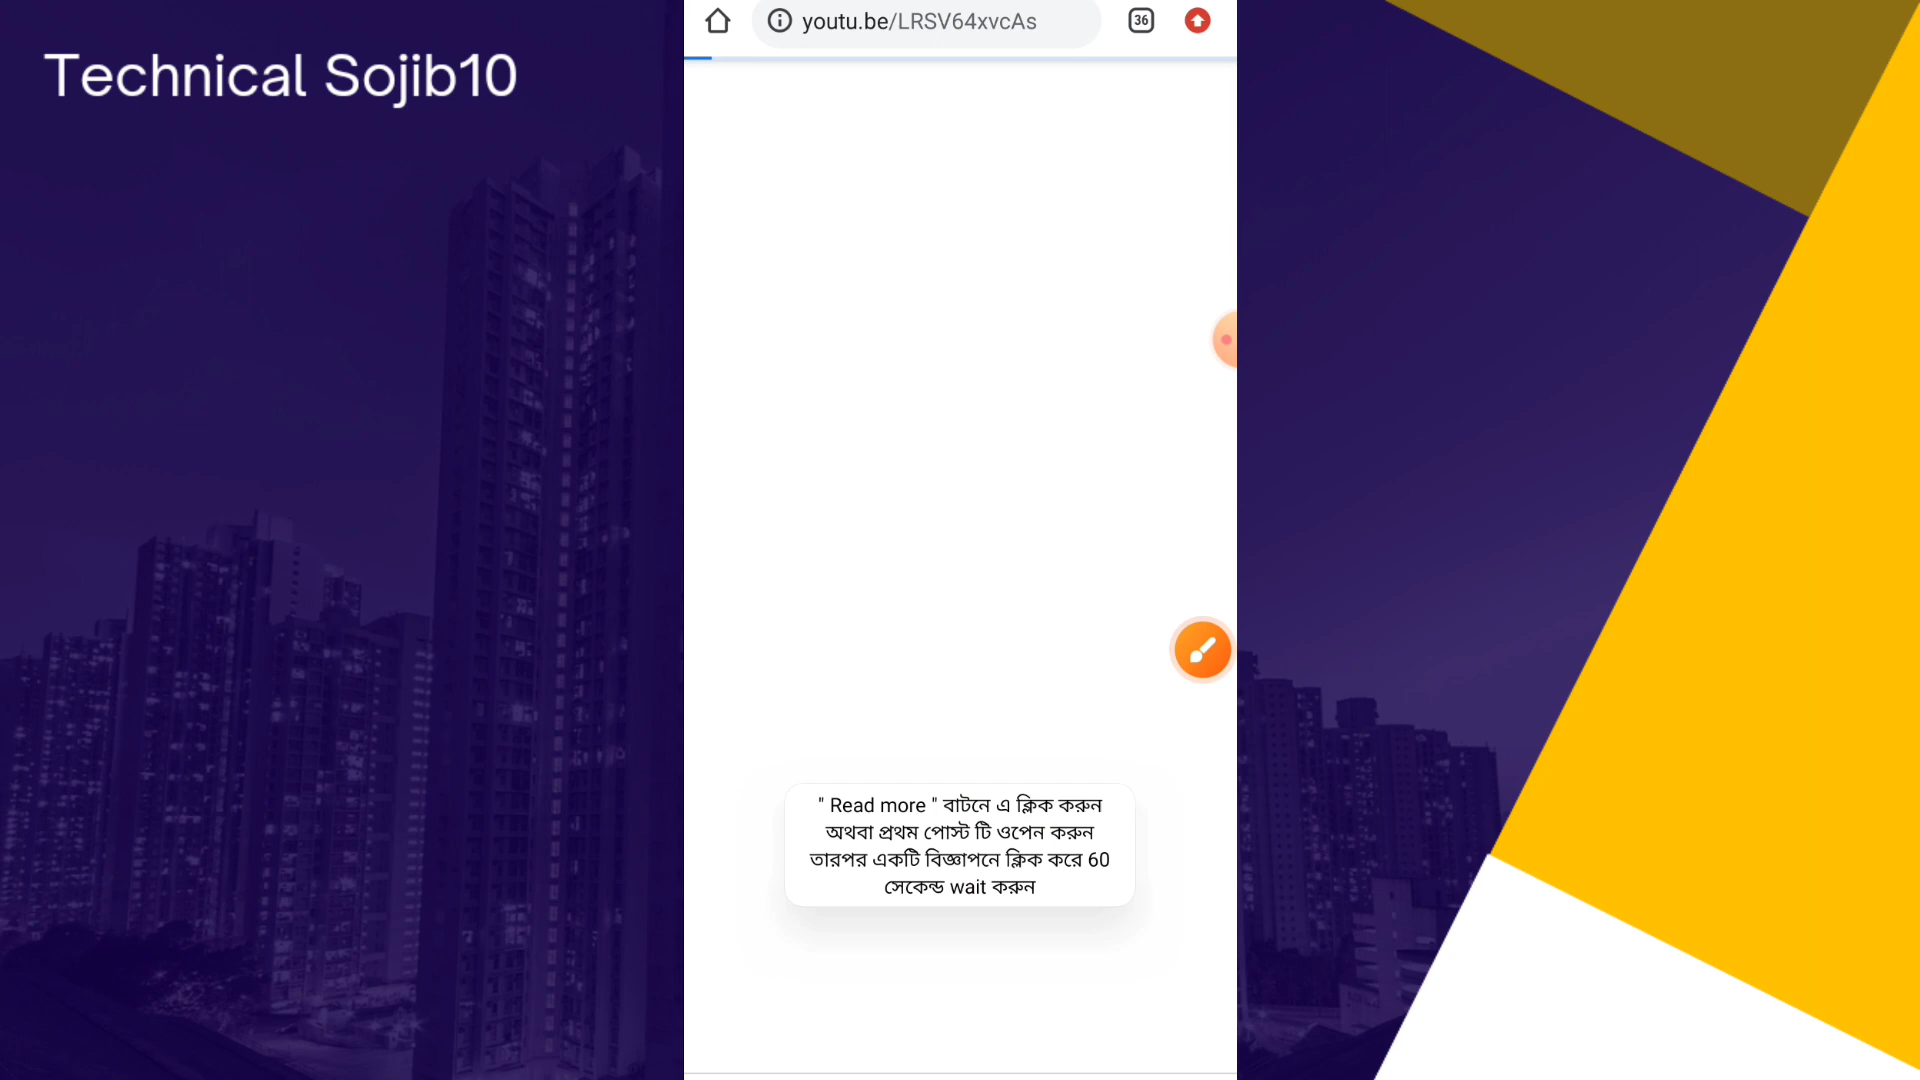 Technical Sojib10
youtu.be/LRSV64xvcAs
36
" Read more " বাটনে এ ক্লিক করুন
অথবা প্রথম পোস্ট টি ওপেন করুন
তারপর একটি বিজ্ঞাপনে ক্লিক করে 60
সেকেন্ড wait করুন